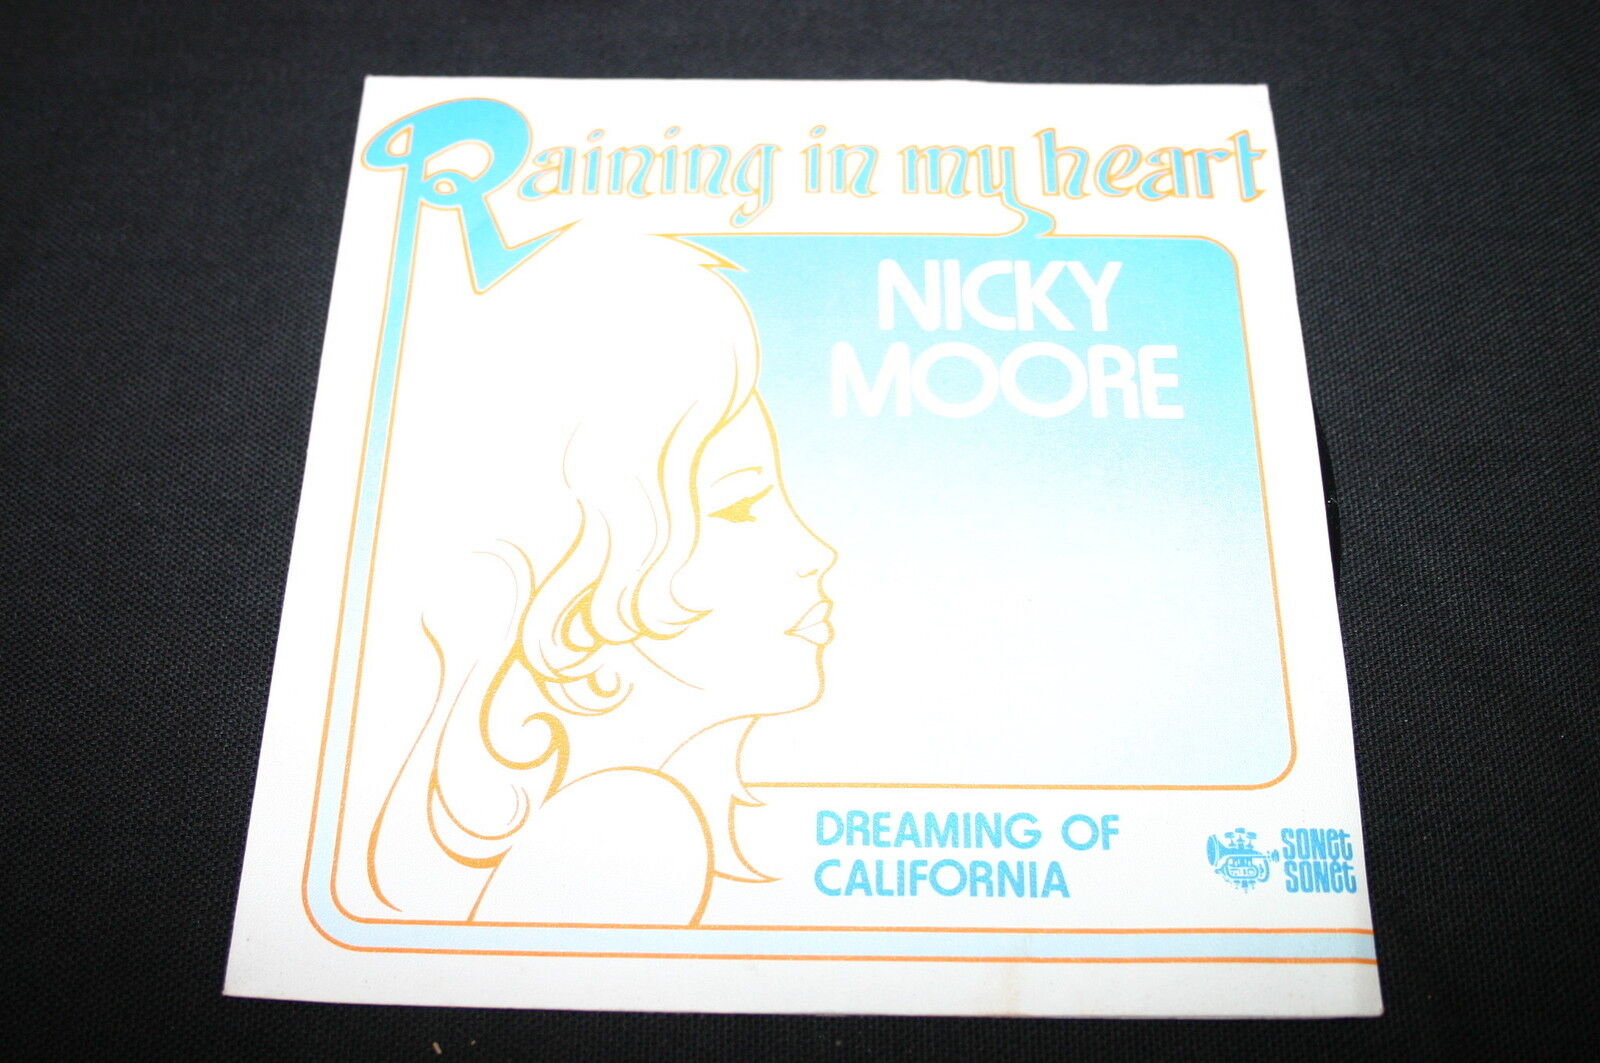 Raining in my heart
NICKY
MOORE
DREAMING OF
CALIFORNIA
SONet
SONet